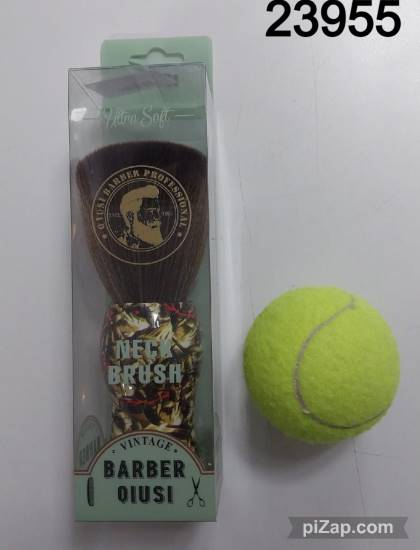 23955
Ultra Soft
QIUSI BARBER PROFESSIONAL
NECK
BRUSH
VINTAGE
BARBER
QIUSI
piZap.com